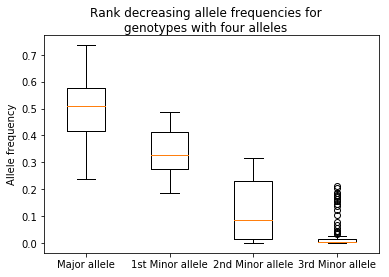 Rank decreasing allele frequencies for
genotypes with four alleles
Allele frequency
0.7
0.6
0.5
0.4
0.3
0.2
0.1
0.0
Major allele 1st Minor allele 2nd Minor allele 3rd Minor allele